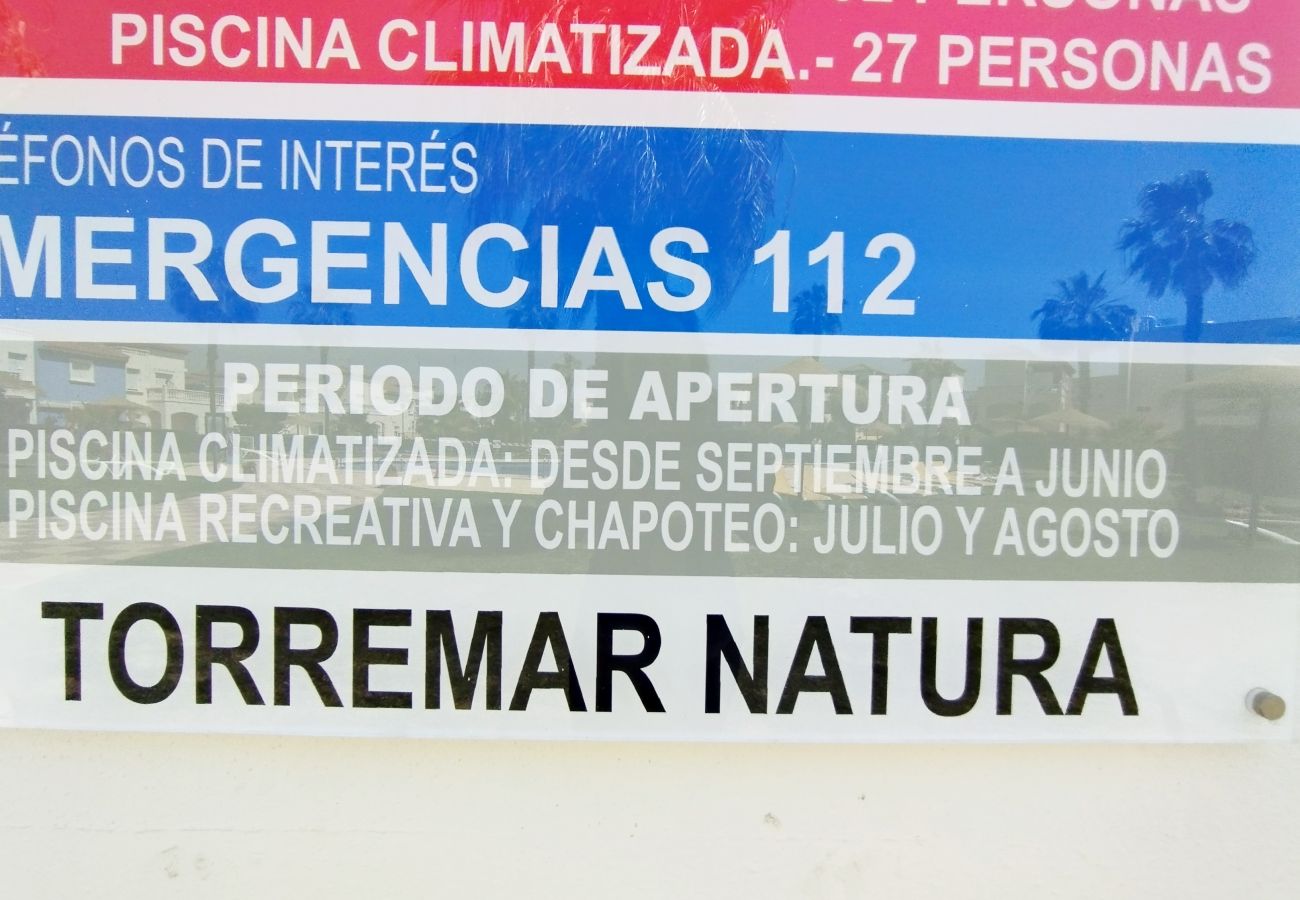 PERSONAS
PISCINA CLIMATIZADA.- 27 PERSONAS
ÉFONOS DE INTERÉS
MERGENCIAS 112
PERIODO DE APERTURA
PISCINA CLIMATIZADA: DESDE SEPTIEMBRE A JUNIO
PISCINA RECREATIVA Y CHAPOTEO: JULIO Y AGOSTO
TORREMAR NATURA